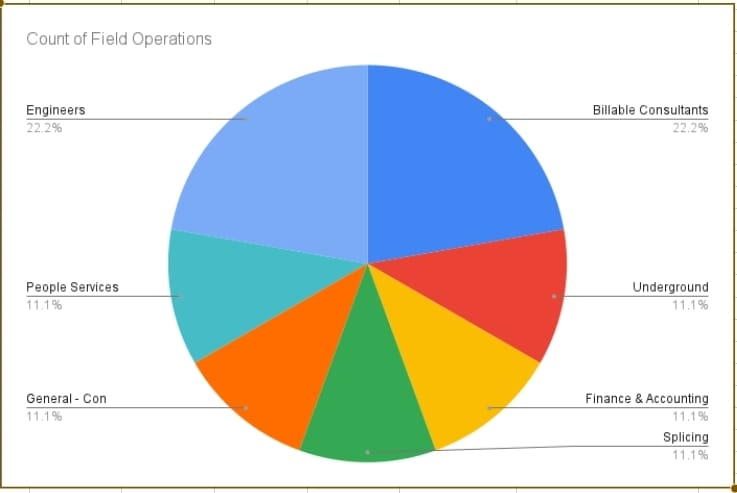 Count of Field Operations
Engineers
22.2%
Billable Consultants
22.2%
People Services
11.1%
Underground
11.1%
General - Con
11.1%
Finance & Accounting
11.1%
Splicing
11.1%